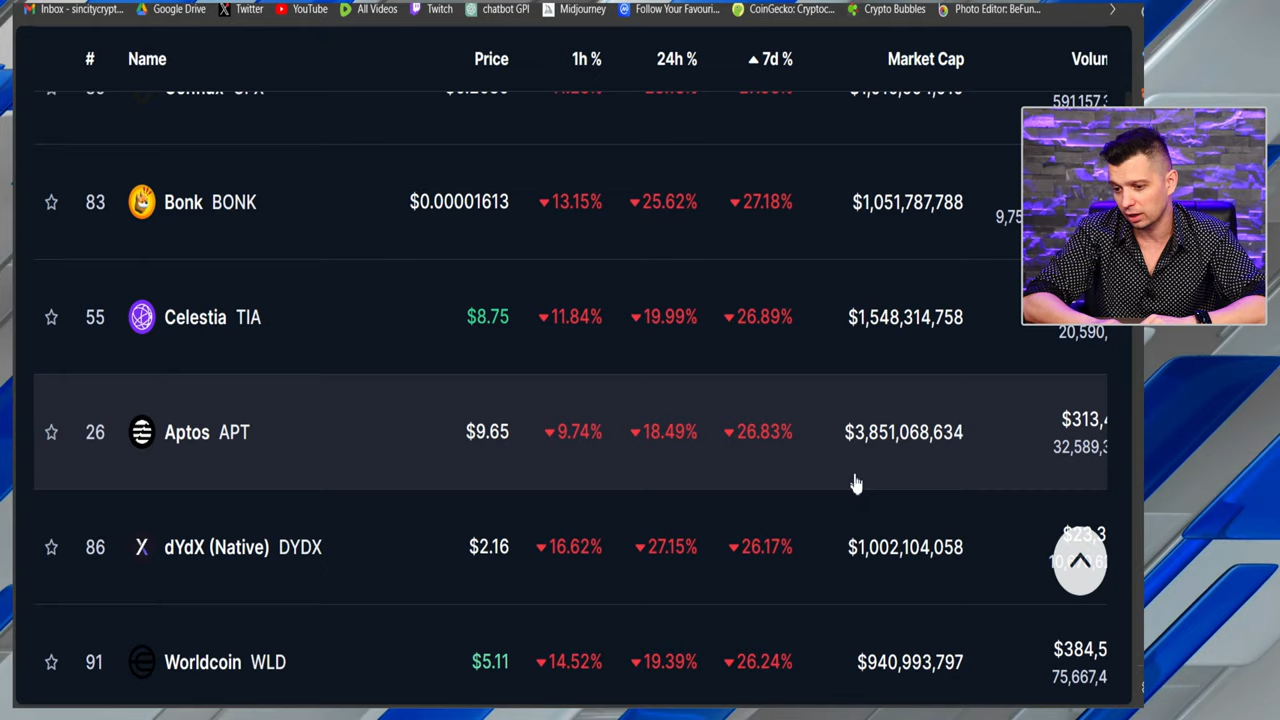 Inbox - sincitycrypt... Google Drive Twitter YouTube All Videos Twitch chatbot GPI Midjourney Follow Your Favouri... CoinGecko: Cryptoc... Crypto Bubbles Photo Editor: BeFun...
# Name Price 1h % 24h % 7d % Market Cap Volum
83 Bonk BONK $0.00001613 13.15% 25.62% 27.18% $1,051,787,788
9,75
55 Celestia TIA $8.75 11.84% 19.99% 26.89% $1,548,314,758
20,590,
26 Aptos APT $9.65 9.74% 18.49% 26.83% $3,851,068,634 $313,4
32,589,3
86 dYdX (Native) DYDX $2.16 16.62% 27.15% 26.17% $1,002,104,058 $23,3
91 Worldcoin WLD $5.11 14.52% 19.39% 26.24% $940,993,797 $384,5
75,667,4